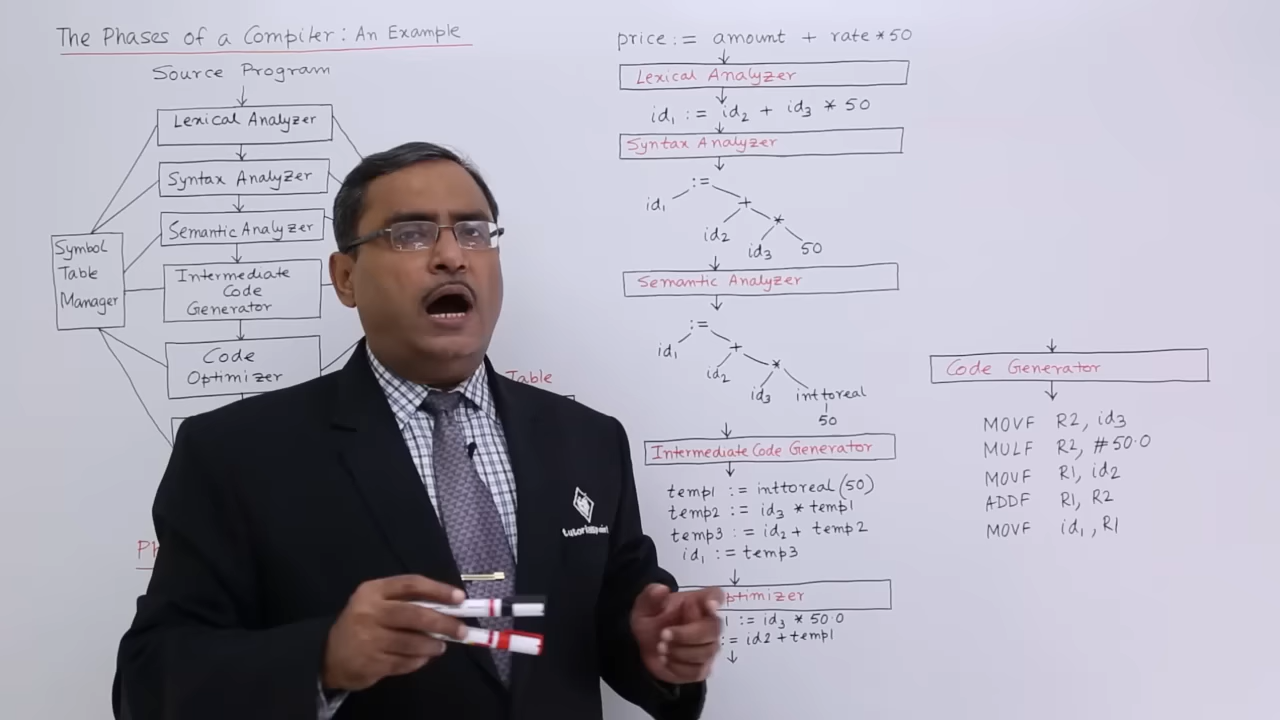 The Phases of a Compiler: An Example
Source Program
Lexical Analyzer
Syntax Analyzer
Semantic Analyzer
Intermediate
Code
Generator
Code
Optimizer
Symbol
Table
Manager
Table
price := amount + rate * 50
Lexical Analyzer
id1 := id2 + id3 * 50
Syntax Analyzer
:=
id1 +
id2 *
id3 50
Semantic Analyzer
:=
id1 +
id2 *
id3 inttoreal
50
Intermediate Code Generator
temp1 := inttoreal (50)
temp2 := id3 * temp1
temp3 := id2 + temp2
id1 := temp3
ptimizer
1 := id3 * 50.0
:= id2 + temp1
Code Generator
MOVF R2, id3
MULF R2, #50.0
MOVF R1, id2
ADDF R1, R2
MOVF id1, R1
tutorialspoint